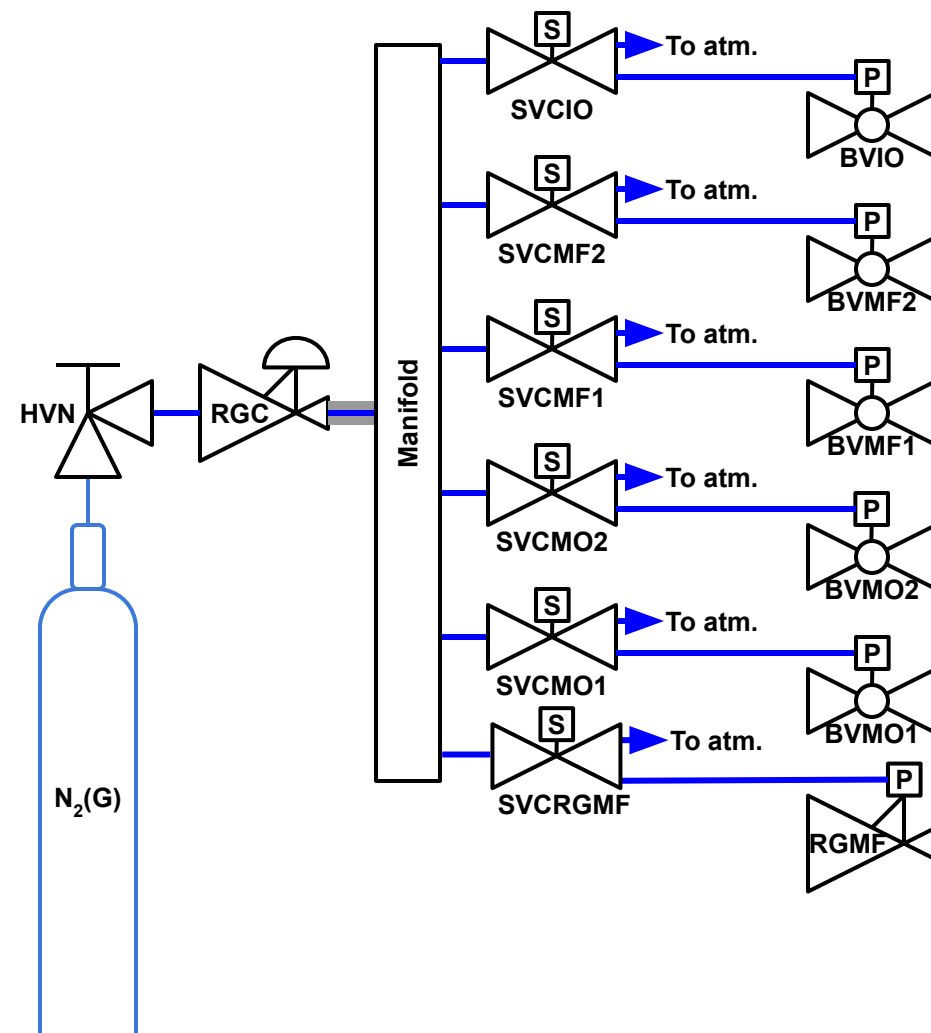 S
To atm.
SVCIO
P
BVIO
S
To atm.
SVCMF2
P
BVMF2
S
To atm.
SVCMF1
P
BVMF1
HVN
RGC
Manifold
S
To atm.
SVCMO2
P
BVMO2
S
To atm.
SVCMO1
P
BVMO1
S
To atm.
SVCRGMF
P
RGMF
N₂(G)